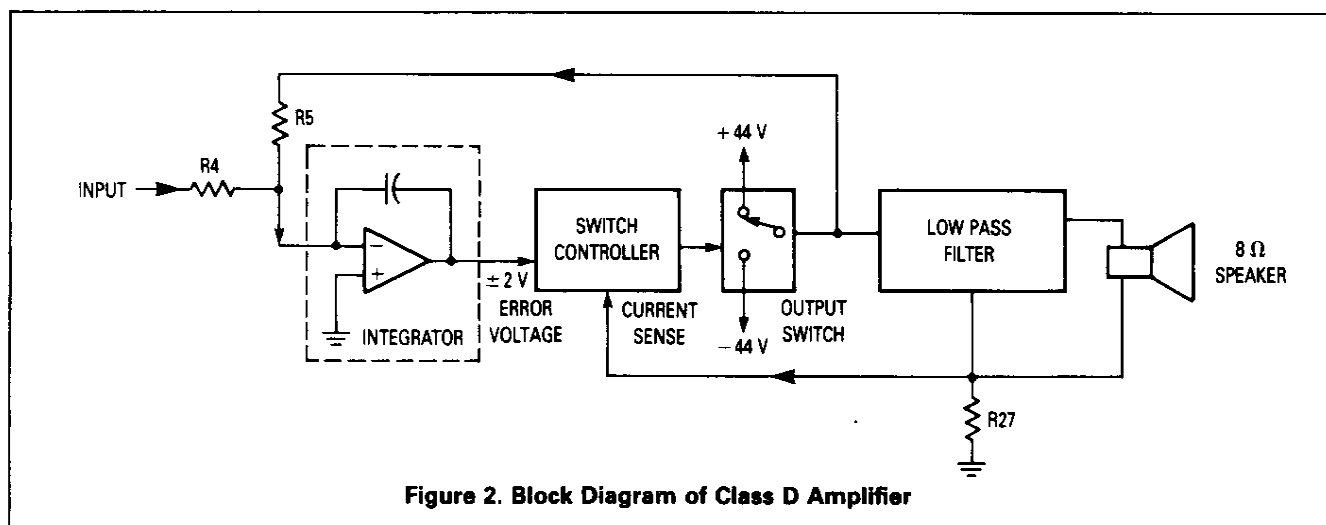 R5
R4
INPUT
+44 V
SWITCH
CONTROLLER
LOW PASS
FILTER
8 Ω
SPEAKER
−
+
±2 V
ERROR
VOLTAGE
CURRENT
SENSE
OUTPUT
SWITCH
INTEGRATOR
−44 V
R27
Figure 2. Block Diagram of Class D Amplifier